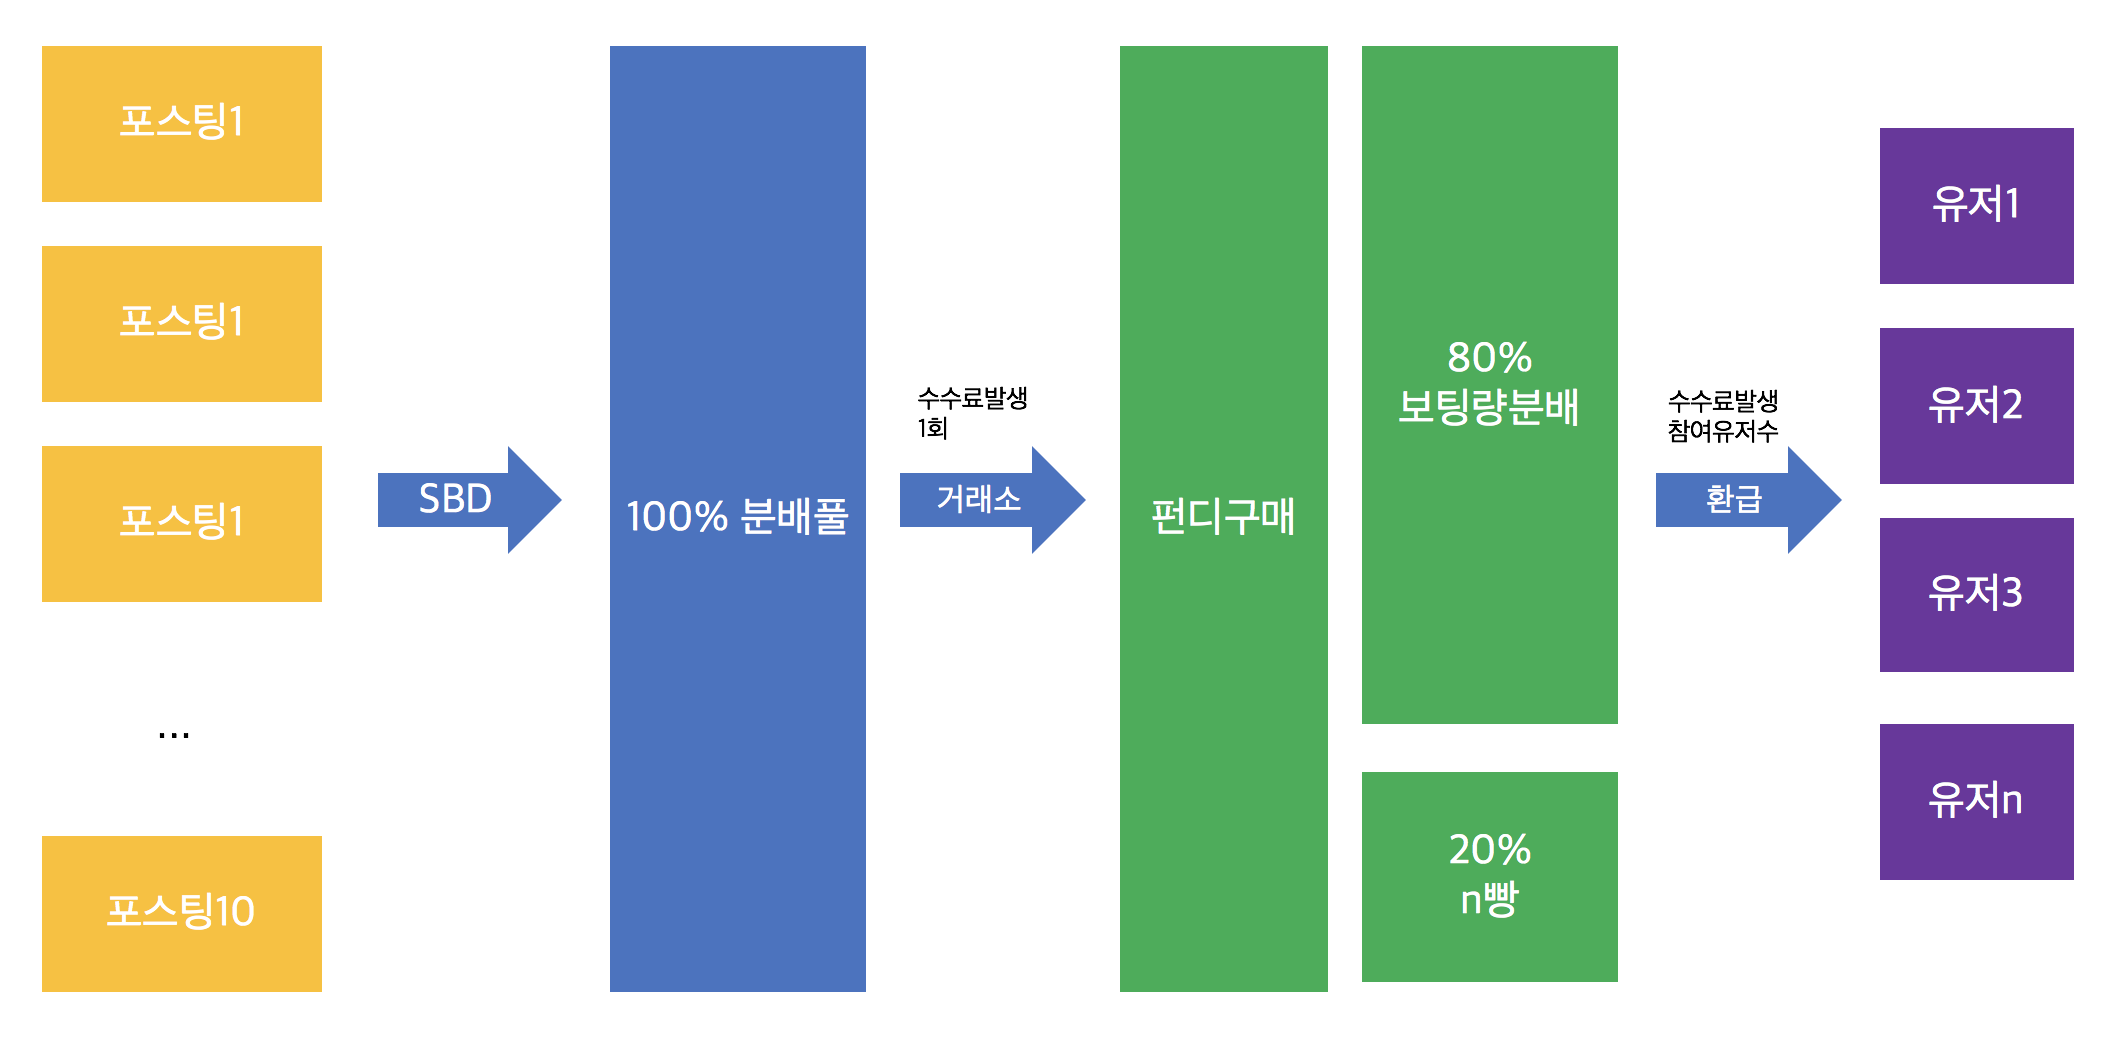 포스팅1
포스팅1
포스팅1
...
포스팅10
SBD
100% 분배풀
수수료발생
1회
거래소
펀디구매
80%
보팅량분배
20%
n빵
수수료발생
참여유저수
환급
유저1
유저2
유저3
유저n